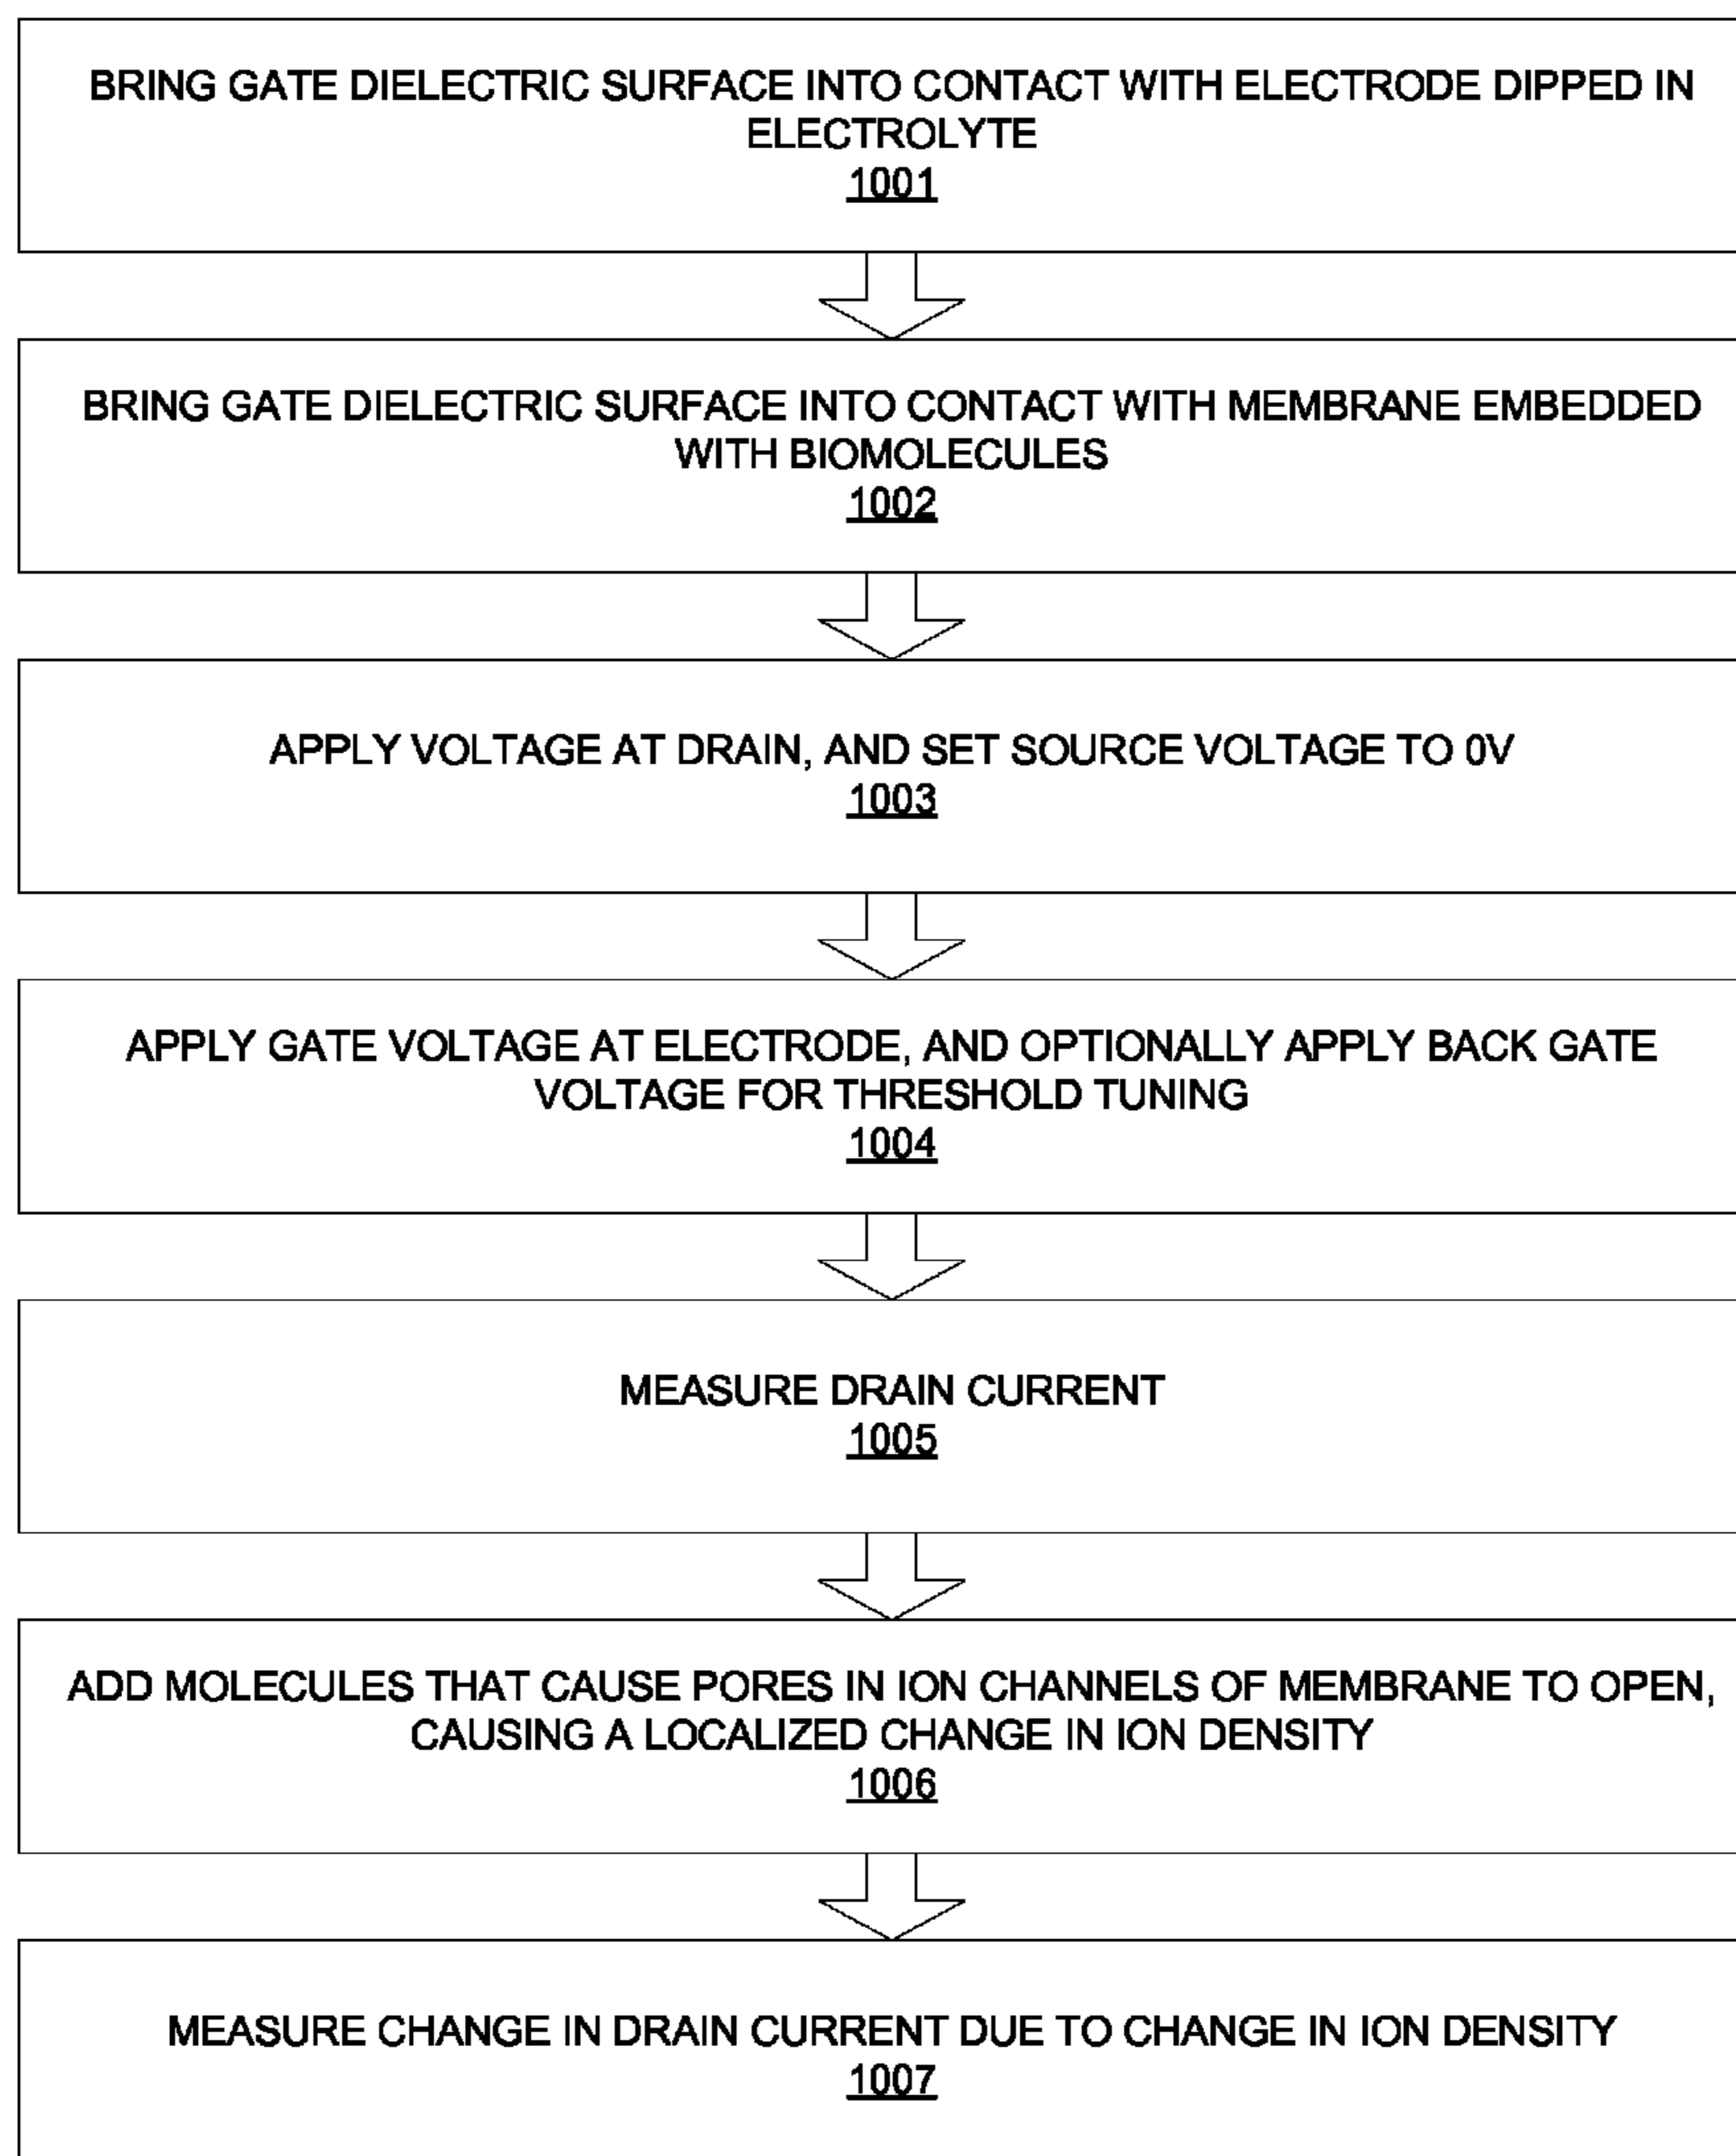 BRING GATE DIELECTRIC SURFACE INTO CONTACT WITH ELECTRODE DIPPED IN
ELECTROLYTE
1001
BRING GATE DIELECTRIC SURFACE INTO CONTACT WITH MEMBRANE EMBEDDED
WITH BIOMOLECULES
1002
APPLY VOLTAGE AT DRAIN, AND SET SOURCE VOLTAGE TO 0V
1003
APPLY GATE VOLTAGE AT ELECTRODE, AND OPTIONALLY APPLY BACK GATE
VOLTAGE FOR THRESHOLD TUNING
1004
MEASURE DRAIN CURRENT
1005
ADD MOLECULES THAT CAUSE PORES IN ION CHANNELS OF MEMBRANE TO OPEN,
CAUSING A LOCALIZED CHANGE IN ION DENSITY
1006
MEASURE CHANGE IN DRAIN CURRENT DUE TO CHANGE IN ION DENSITY
1007